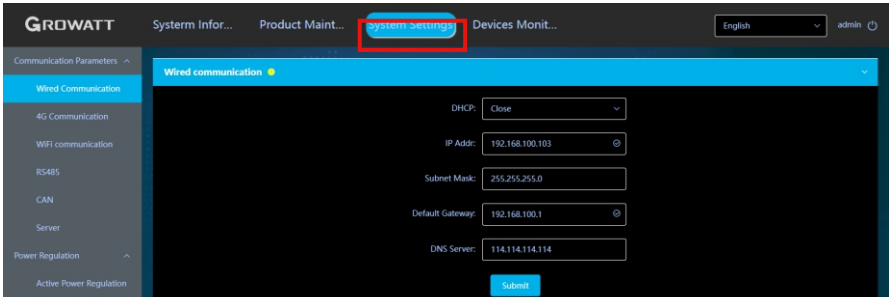 GROWATT
Systerm Infor...
Product Maint...
System Settings
Devices Monit...
English
admin
Communication Parameters
Wired Communication
4G Communication
WiFi communication
RS485
CAN
Server
Power Regulation
Active Power Regulation
Wired communication
DHCP: Close
IP Addr: 192.168.100.103
Subnet Mask: 255.255.255.0
Default Gateway: 192.168.100.1
DNS Server: 114.114.114.114
Submit